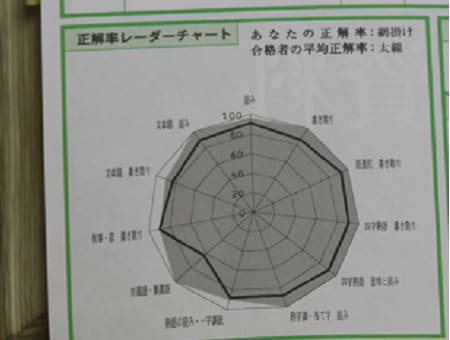 正解率レーダーチャート
あなたの正解率：網掛け
合格者の平均正解率：太線
読み
書き取り
文章題 読み
文章題 書き取り
四字熟語 書き取り
故事・諺 書き取り
対義語・類義語
四字熟語 意味と読み
熟語の読み・一字訓読
熟字訓・当て字 読み
100
80
60
40
20
0